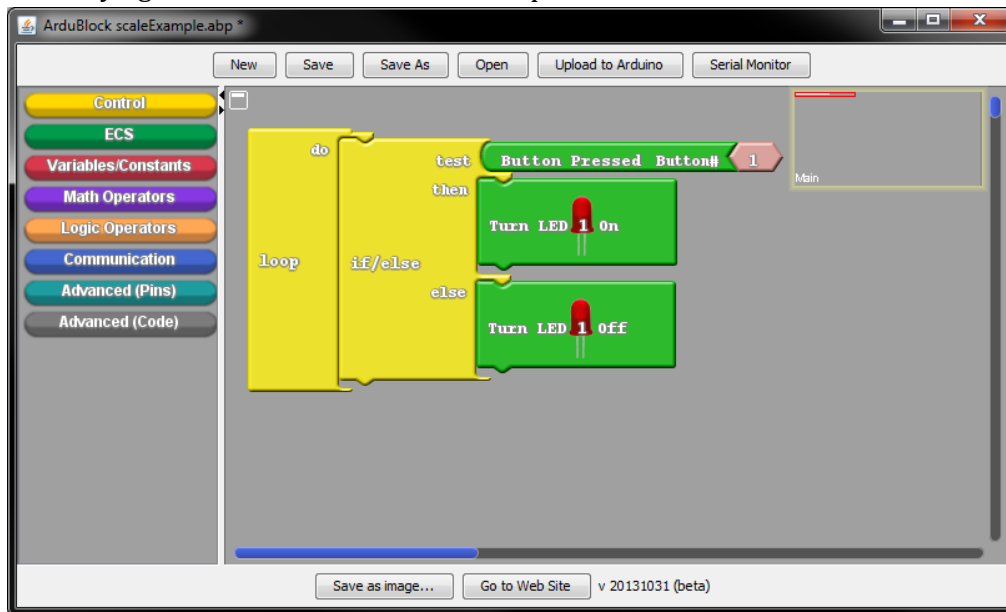 ArduBlock scaleExample.abp *
New Save Save As Open Upload to Arduino Serial Monitor
Control
ECS
Variables/Constants
Math Operators
Logic Operators
Communication
Advanced (Pins)
Advanced (Code)
loop do
if/else test Button Pressed Button# 1
then
Turn LED 1 On
else
Turn LED 1 Off
Main
Save as image... Go to Web Site v 20131031 (beta)